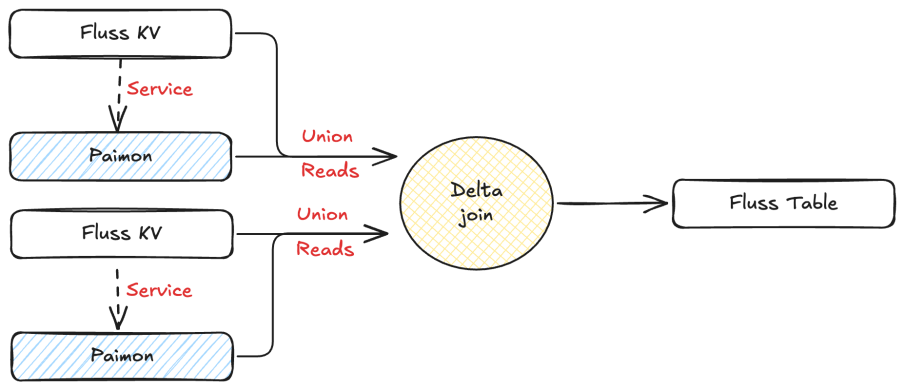 Fluss KV
Service
Paimon
Union
Reads
Fluss KV
Service
Paimon
Union
Reads
Delta
join
Fluss Table